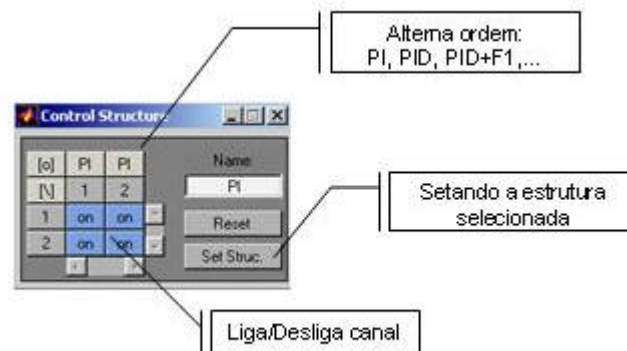 Alterna ordem:
PI, PID, PID+F1,...
Control Structure
[o] PI PI
[\] 1 2
1 on on
2 on on
Name
PI
Reset
Set Struc.
Setando a estrutura
selecionada
Liga/Desliga canal